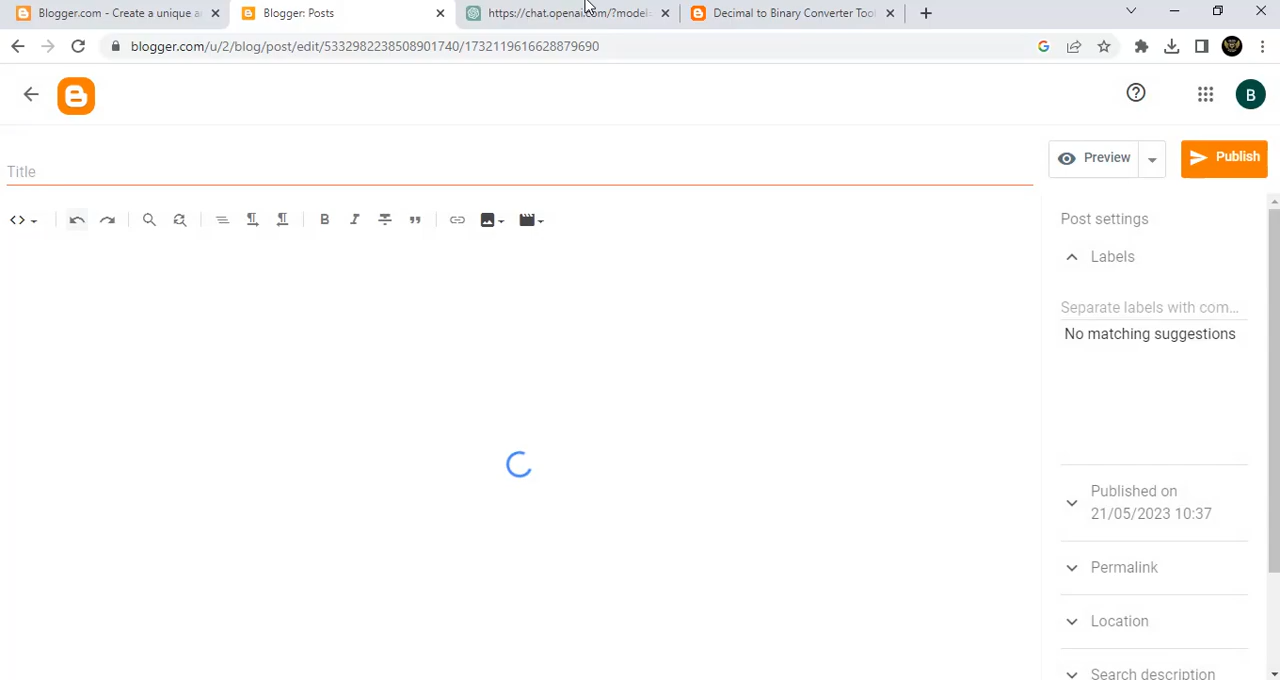 Blogger.com - Create a unique a
Blogger: Posts
https://chat.openai.com/?model=
Decimal to Binary Converter Tool
blogger.com/u/2/blog/post/edit/5332982238508901740/1732119616628879690
B
Title
Preview
Publish
Post settings
Labels
Separate labels with com...
No matching suggestions
Published on
21/05/2023 10:37
Permalink
Location
Search description